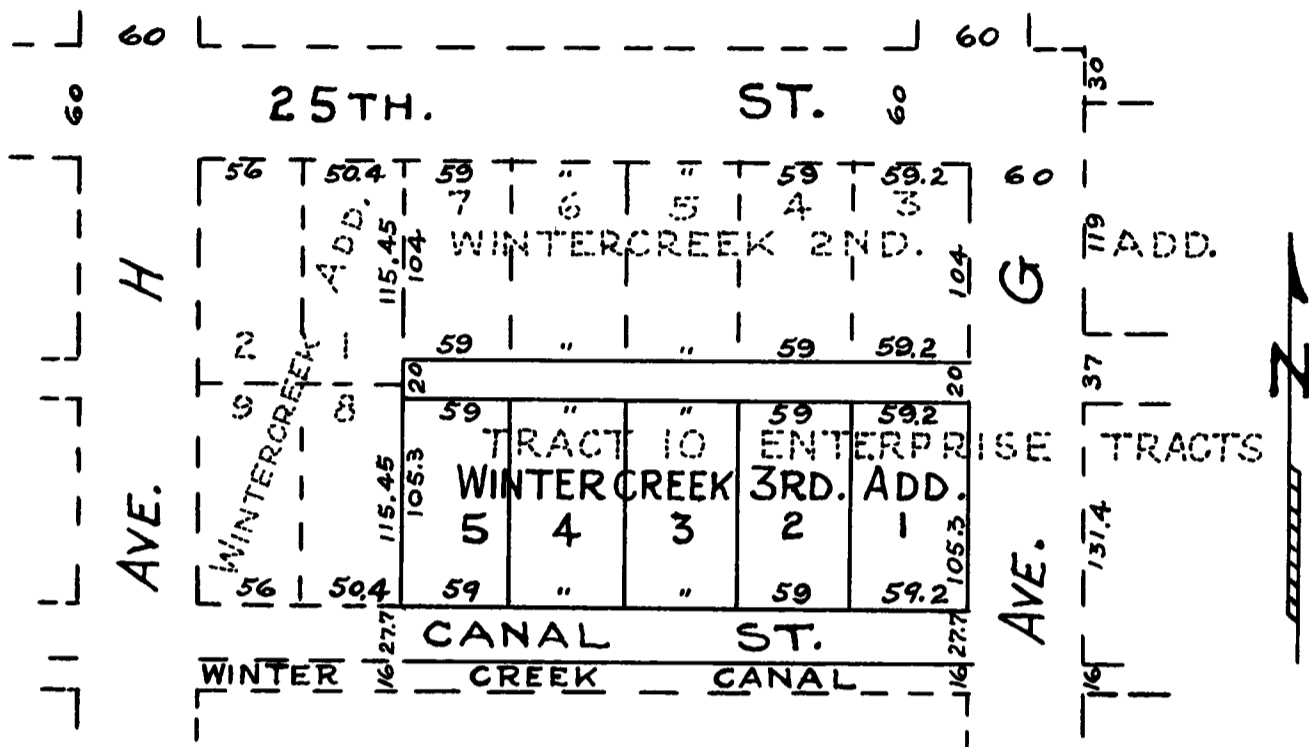 60 60
60 25TH. ST. 60 30
56 50.4 59 " " 59 59.2 60
7 6 5 4 3
WINTERCREEK 2ND. ADD.
115.45 104 104 119
H G
2 1
59 " " 59 59.2
20 20 37
WINTERCREEK ADD.
9 8
59 " " 59 59.2
TRACT 10 ENTERPRISE TRACTS
WINTER CREEK 3RD. ADD.
115.45 105.3 105.3 131.4
5 4 3 2 1
AVE. AVE.
56 50.4 59 " " 59 59.2
27.7 CANAL ST. 27.7
WINTER 16 CREEK CANAL 16 16
N